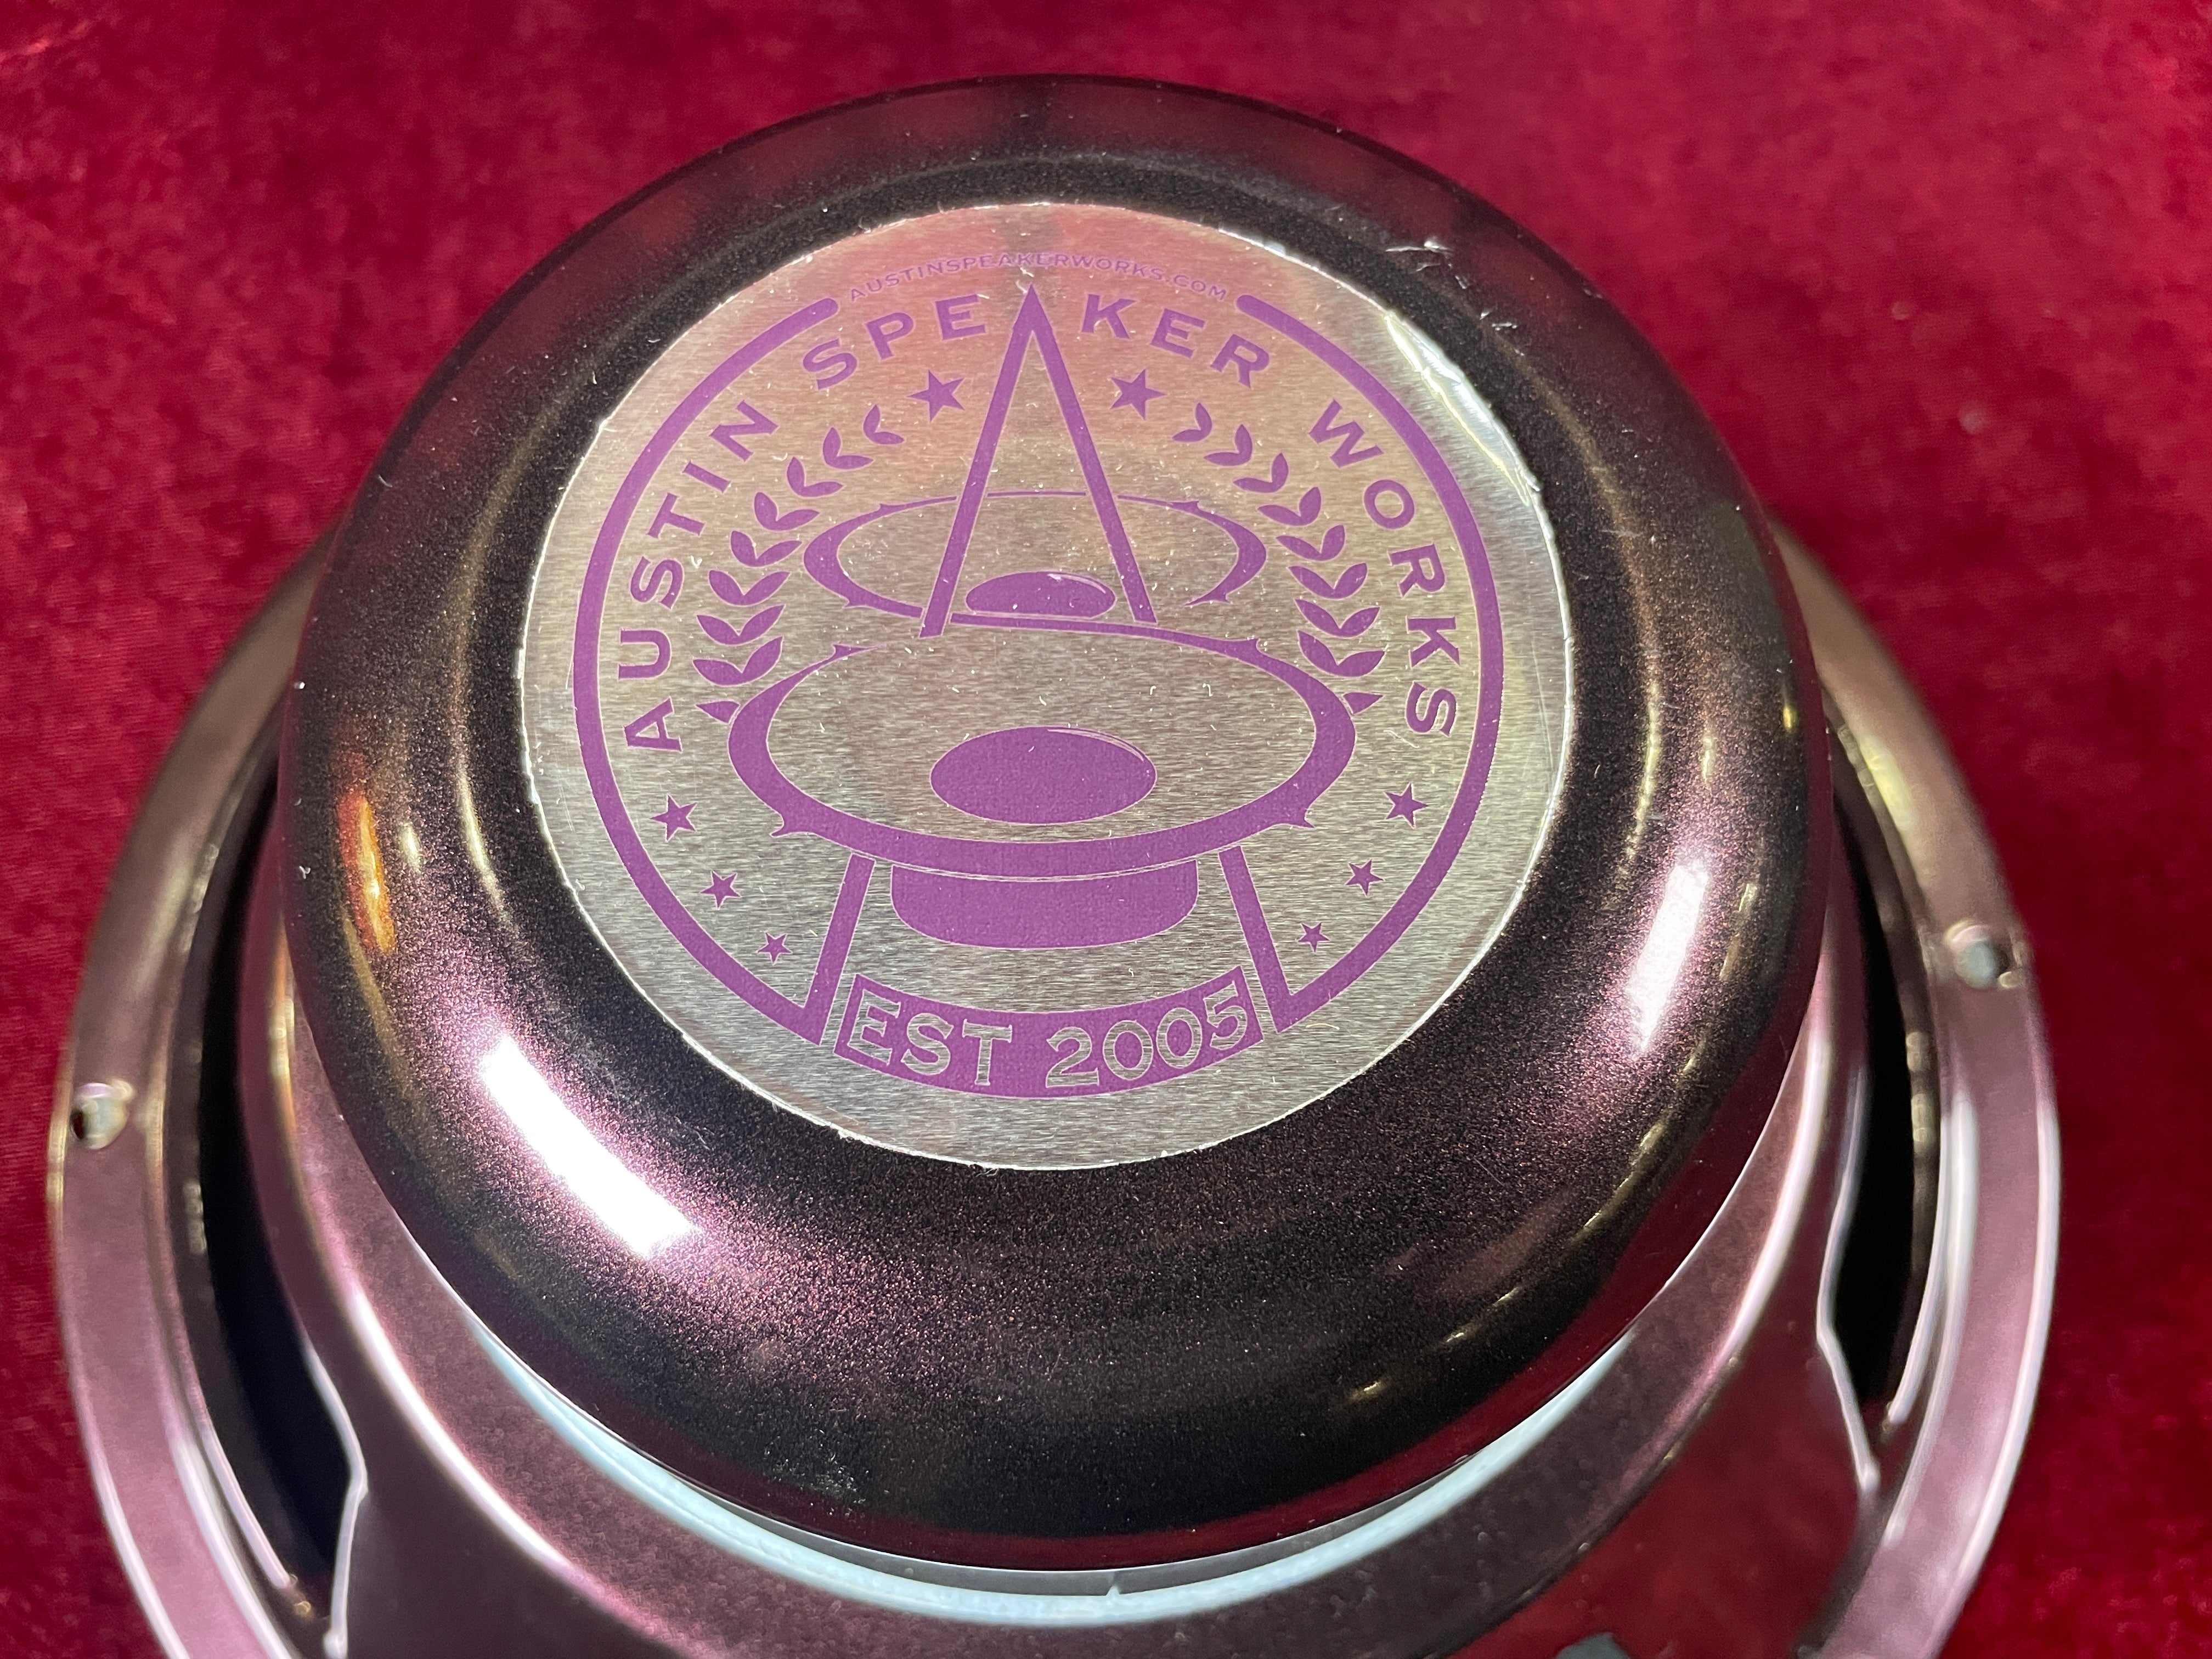 AUSTINSPEAKERWORKS.COM
AUSTIN SPEAKER WORKS
EST 2005